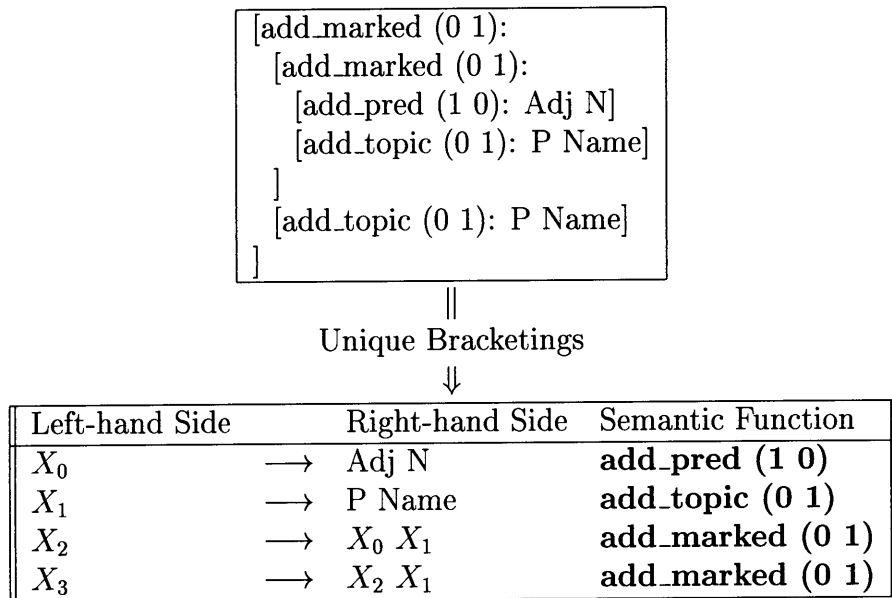 [add_marked (0 1):
[add_marked (0 1):
[add_pred (1 0): Adj N]
[add_topic (0 1): P Name]
]
[add_topic (0 1): P Name]
]
||
Unique Bracketings
⇓
Left-hand Side Right-hand Side Semantic Function
X₀ ⟶ Adj N add_pred (1 0)
X₁ ⟶ P Name add_topic (0 1)
X₂ ⟶ X₀ X₁ add_marked (0 1)
X₃ ⟶ X₂ X₁ add_marked (0 1)